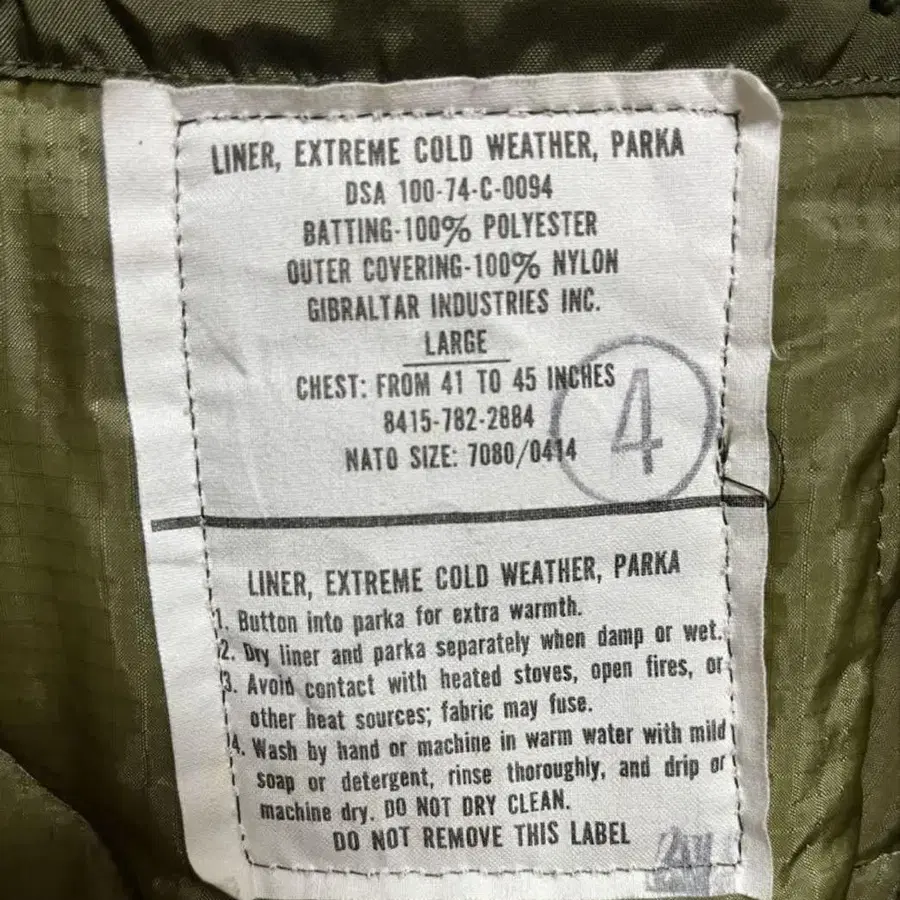 LINER, EXTREME COLD WEATHER, PARKA
DSA 100-74-C-0094
BATTING-100% POLYESTER
OUTER COVERING-100% NYLON
GIBRALTAR INDUSTRIES INC.
LARGE
CHEST: FROM 41 TO 45 INCHES
8415-782-2884
NATO SIZE: 7080/0414
4
LINER, EXTREME COLD WEATHER, PARKA
1. Button into parka for extra warmth.
2. Dry liner and parka separately when damp or wet.
3. Avoid contact with heated stoves, open fires, or
other heat sources; fabric may fuse.
4. Wash by hand or machine in warm water with mild
soap or detergent, rinse thoroughly, and drip or
machine dry. DO NOT DRY CLEAN.
DO NOT REMOVE THIS LABEL